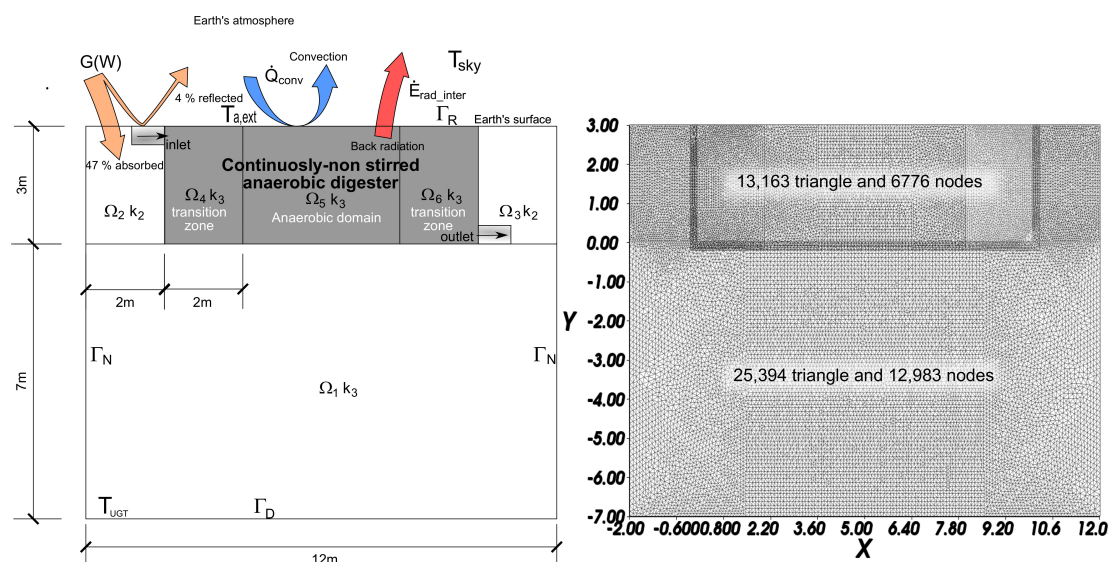 Earth's atmosphere
G(W)
4 % reflected
Q̇conv
Convection
Tsky
Ėrad_inter
Ta,ext
ΓR
Earth's surface
inlet
Back radiation
47 % absorbed
Continuosly-non stirred
anaerobic digester
Ω2 k2
Ω4 k3
transition
zone
Ω5 k3
Anaerobic domain
Ω6 k3
transition
zone
Ω3 k2
outlet
3m
2m
2m
ΓN
ΓN
7m
Ω1 k3
TUGT
ΓD
12m
3.00
2.00
1.00
0.00
-1.00
-2.00
-3.00
-4.00
-5.00
-6.00
-7.00
Y
13,163 triangle and 6776 nodes
25,394 triangle and 12,983 nodes
-2.00 -0.600 0.800 2.20 3.60 5.00 6.40 7.80 9.20 10.6 12.0
X